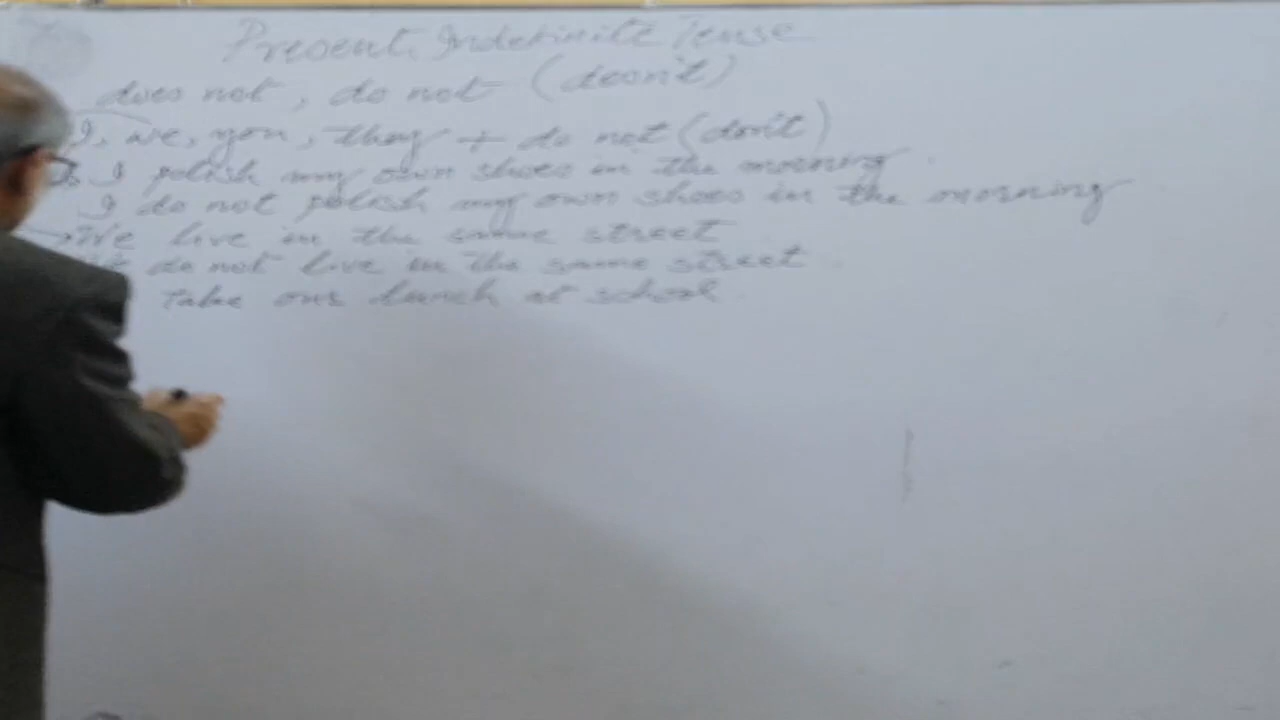 Present Indefinite Tense
does not, do not (doesn't)
I, we, you, they + do not (don't)
I polish my own shoes in the morning.
I do not polish my own shoes in the morning
We live in the same street
do not live in the same street.
take our lunch at school.